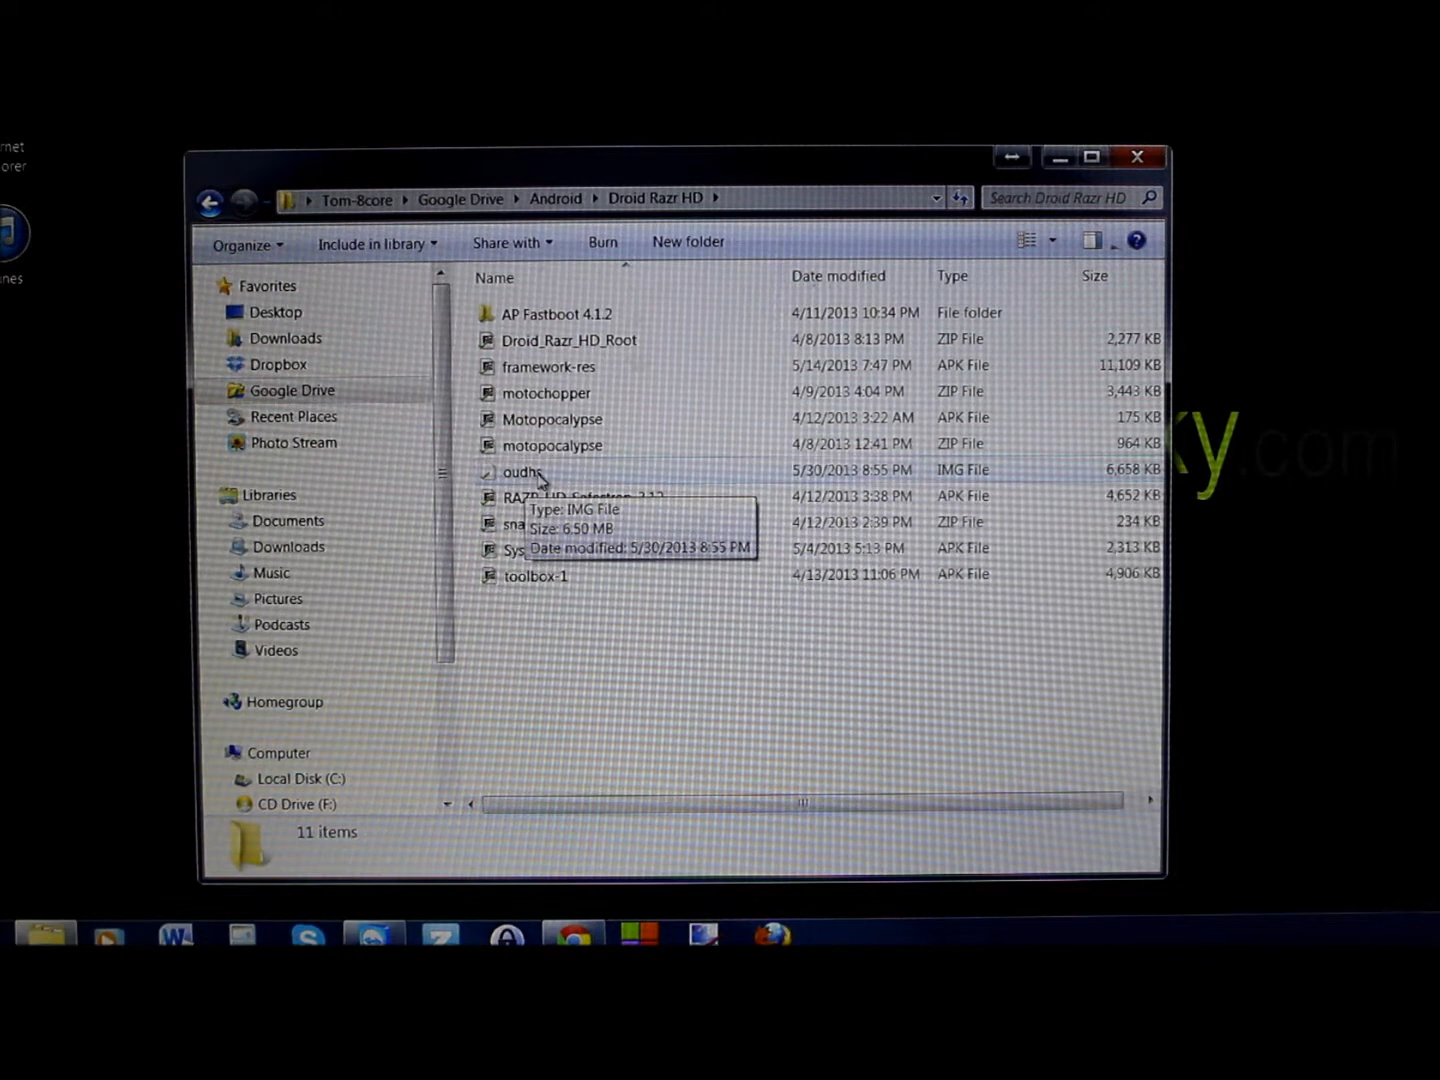 rnet
orer
nes
Tom-8core Google Drive Android Droid Razr HD
Search Droid Razr HD
Organize Include in library Share with Burn New folder
Name Date modified Type Size
AP Fastboot 4.1.2 4/11/2013 10:34 PM File folder
Droid_Razr_HD_Root 4/8/2013 8:13 PM ZIP File 2,277 KB
framework-res 5/14/2013 7:47 PM APK File 11,109 KB
motochopper 4/9/2013 4:04 PM ZIP File 3,443 KB
Motopocalypse 4/12/2013 3:22 AM APK File 175 KB
motopocalypse 4/8/2013 12:41 PM ZIP File 964 KB
oudhs 5/30/2013 8:55 PM IMG File 6,658 KB
4/12/2013 3:38 PM APK File 4,652 KB
sna 4/12/2013 2:39 PM ZIP File 234 KB
Sys 5/4/2013 5:13 PM APK File 2,313 KB
toolbox-1 4/13/2013 11:06 PM APK File 4,906 KB
Type: IMG File
Size: 6.50 MB
Date modified: 5/30/2013 8:55 PM
Favorites
Desktop
Downloads
Dropbox
Google Drive
Recent Places
Photo Stream
Libraries
Documents
Downloads
Music
Pictures
Podcasts
Videos
Homegroup
Computer
Local Disk (C:)
CD Drive (F:)
11 items
ky.com